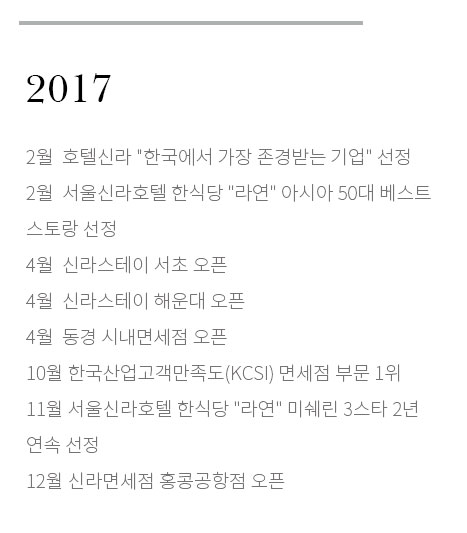 2017
2월 호텔신라 "한국에서 가장 존경받는 기업" 선정
2월 서울신라호텔 한식당 "라연" 아시아 50대 베스트
스토랑 선정
4월 신라스테이 서초 오픈
4월 신라스테이 해운대 오픈
4월 동경 시내면세점 오픈
10월 한국산업고객만족도(KCSI) 면세점 부문 1위
11월 서울신라호텔 한식당 "라연" 미쉐린 3스타 2년
연속 선정
12월 신라면세점 홍콩공항점 오픈